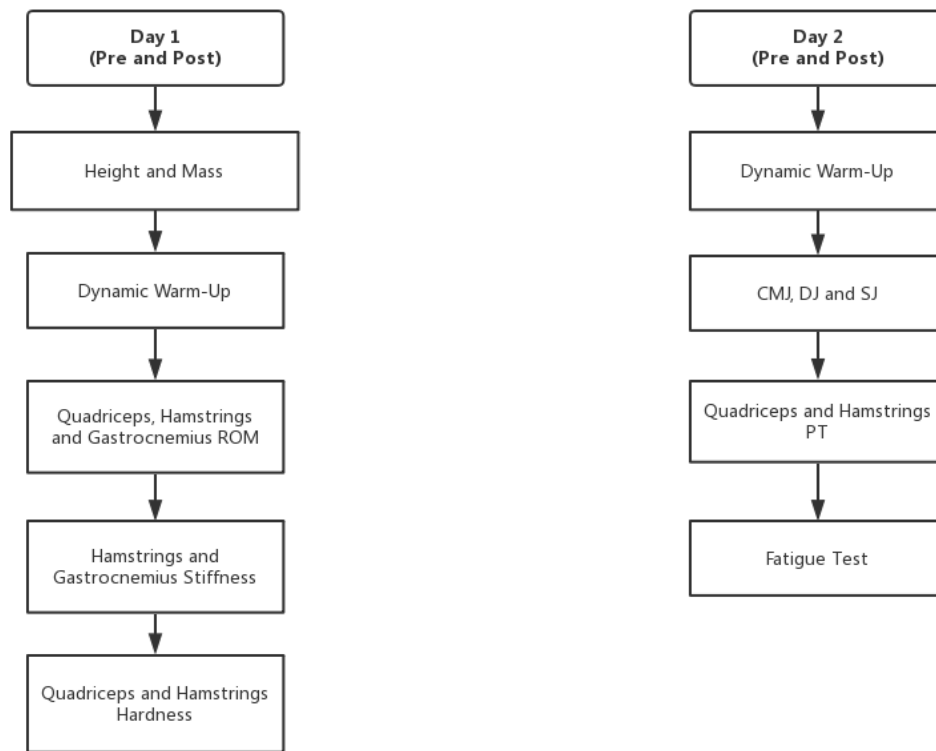 Day 1
(Pre and Post)
Height and Mass
Dynamic Warm-Up
Quadriceps, Hamstrings
and Gastrocnemius ROM
Hamstrings and
Gastrocnemius Stiffness
Quadriceps and Hamstrings
Hardness
Day 2
(Pre and Post)
Dynamic Warm-Up
CMJ, DJ and SJ
Quadriceps and Hamstrings
PT
Fatigue Test